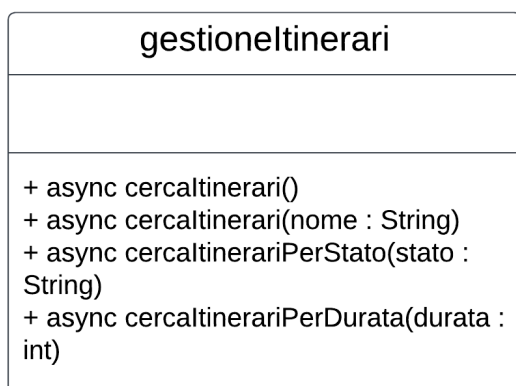 gestioneItinerari
+ async cercaItinerari()
+ async cercaItinerari(nome : String)
+ async cercaItinerariPerStato(stato :
String)
+ async cercaItinerariPerDurata(durata :
int)